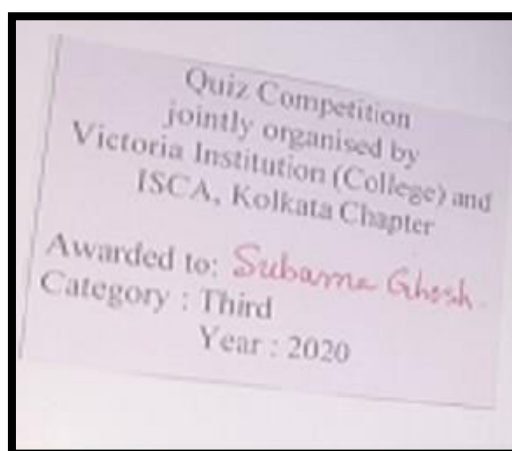 Quiz Competition
jointly organised by
Victoria Institution (College) and
ISCA, Kolkata Chapter
Awarded to: Subarna Ghosh
Category : Third
Year : 2020